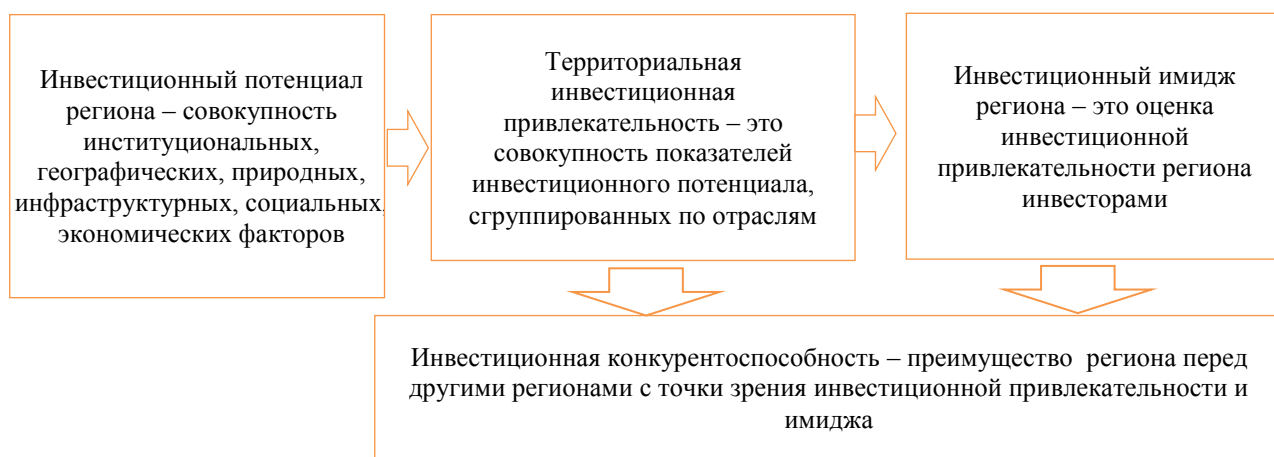 Инвестиционный потенциал
региона – совокупность
институциональных,
географических, природных,
инфраструктурных, социальных,
экономических факторов
Территориальная
инвестиционная
привлекательность – это
совокупность показателей
инвестиционного потенциала,
сгруппированных по отраслям
Инвестиционный имидж
региона – это оценка
инвестиционной
привлекательности региона
инвесторами
Инвестиционная конкурентоспособность – преимущество региона перед
другими регионами с точки зрения инвестиционной привлекательности и
имиджа